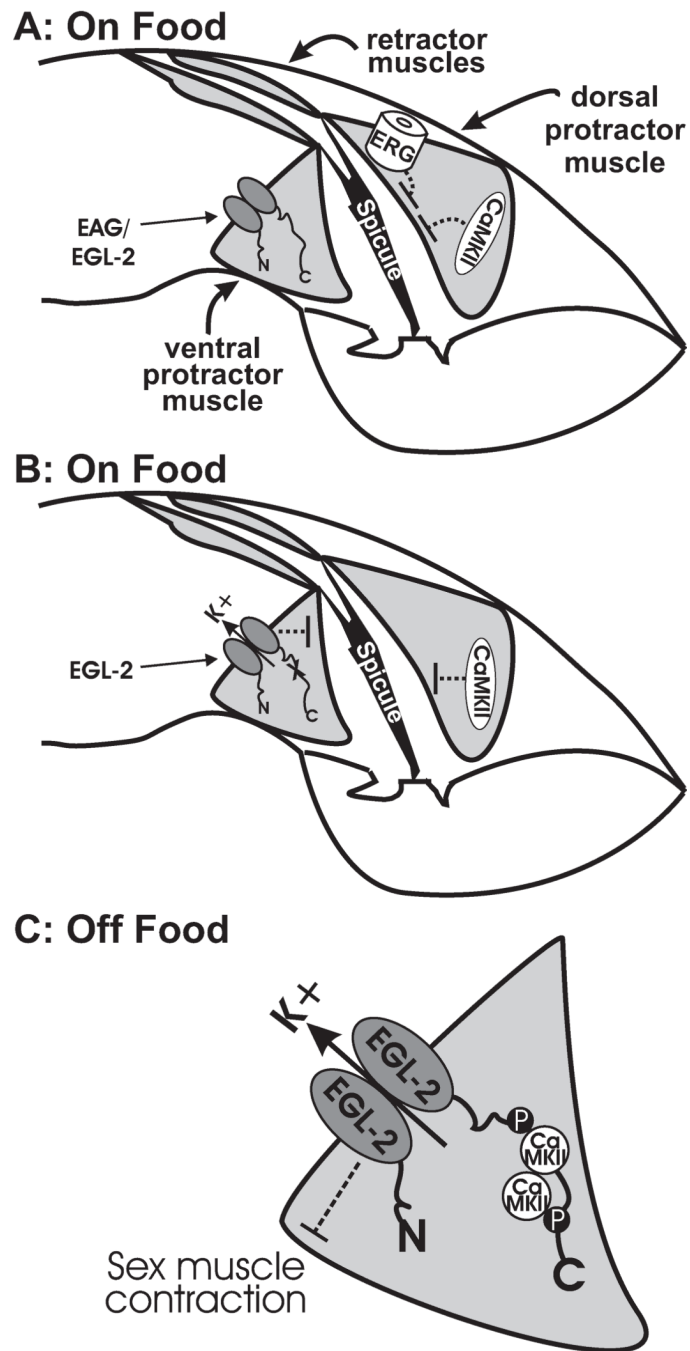 A: On Food
retractor
muscles
dorsal
protractor
muscle
ERG
CaMKII
Spicule
EAG/
EGL-2
N
C
ventral
protractor
muscle
B: On Food
K+
EGL-2
CaMKII
Spicule
N
C
C: Off Food
K+
EGL-2
EGL-2
P
Ca
MKII
Ca
MKII
P
N
C
Sex muscle
contraction